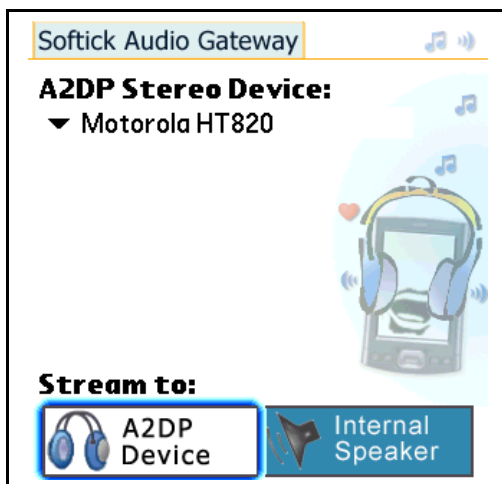 Softick Audio Gateway
A2DP Stereo Device:
Motorola HT820
Stream to:
A2DP
Device
Internal
Speaker